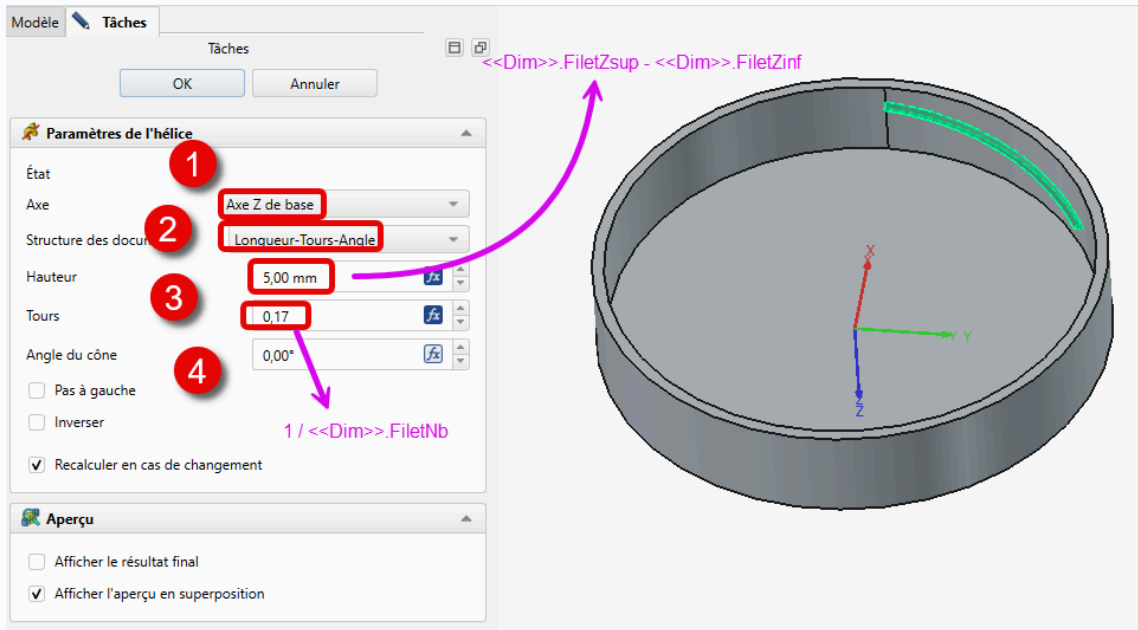 Modèle Tâches
Tâches
OK Annuler
<<Dim>>.FiletZsup - <<Dim>>.FiletZinf
Paramètres de l'hélice
1
État
Axe Axe Z de base
2
Structure des docu Longueur-Tours-Angle
Hauteur 5,00 mm fx
3
Tours 0,17 fx
Angle du cône 0,00° fx
4
Pas à gauche
Inverser
1 / <<Dim>>.FiletNb
Recalculer en cas de changement
Aperçu
Afficher le résultat final
Afficher l'aperçu en superposition
X
Y Y
Z
Z